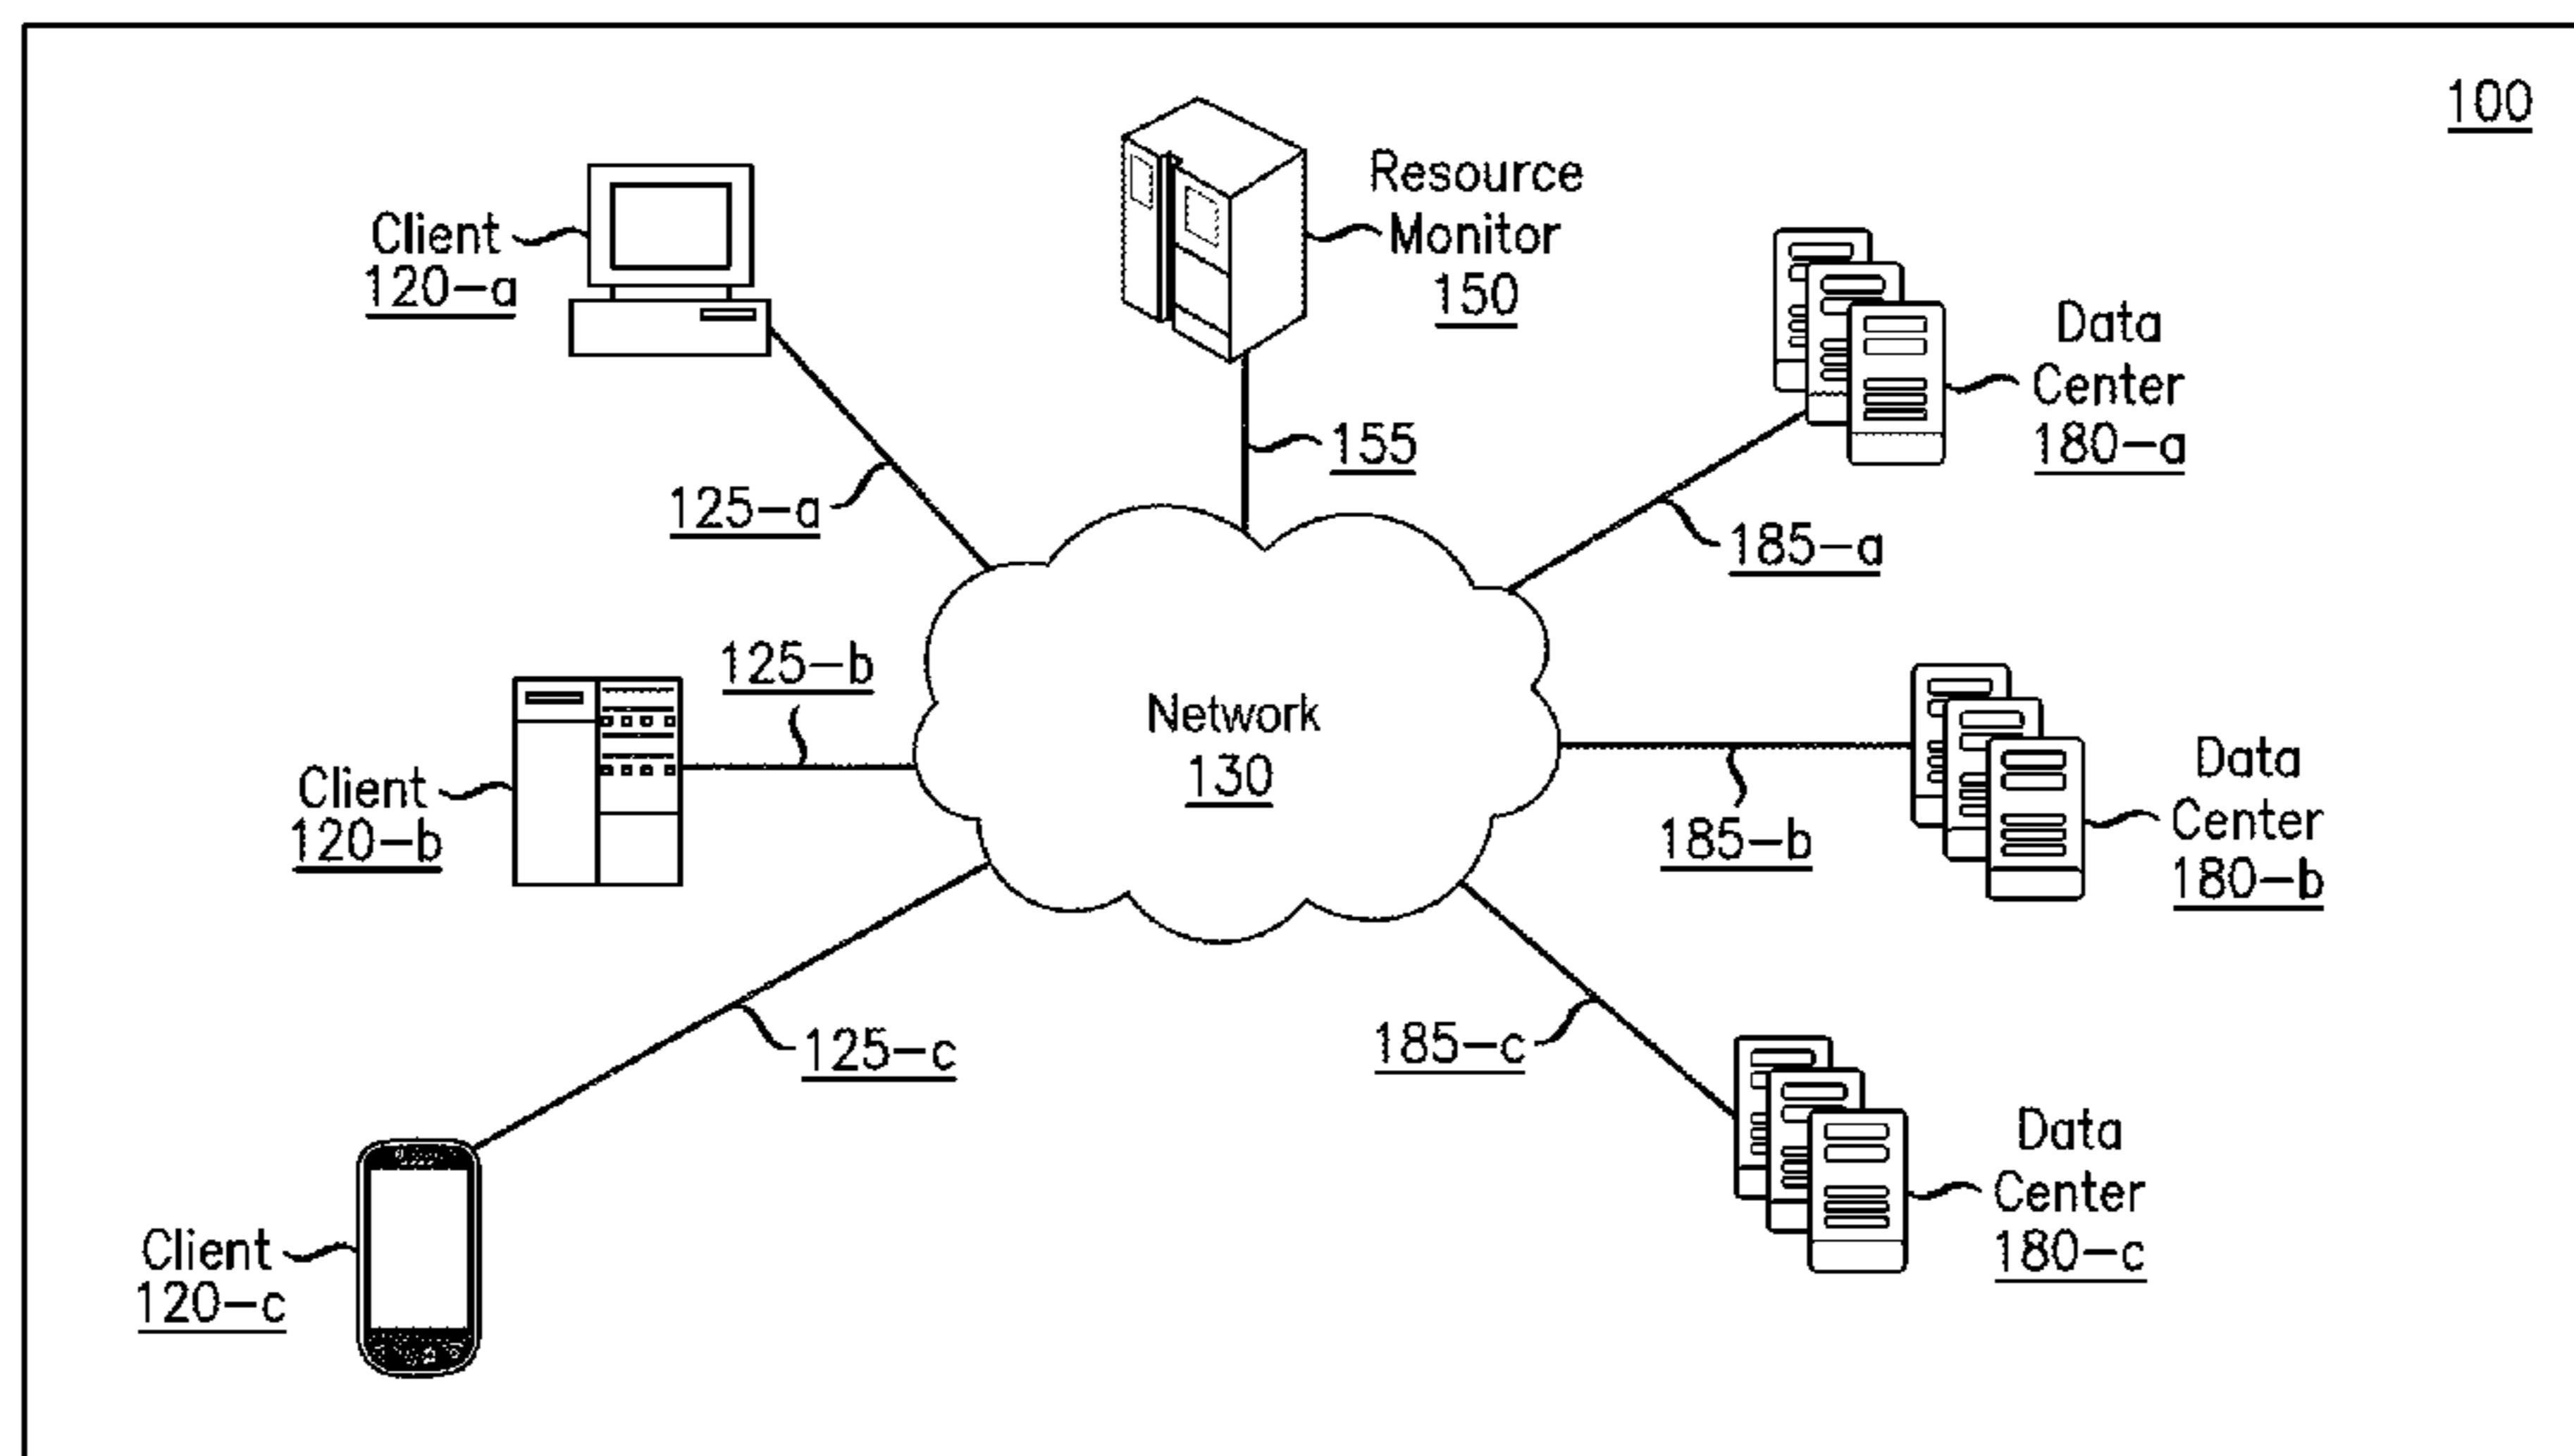 100
Resource
Monitor
150
Client
120-a
Data
Center
180-a
155
125-a
185-a
125-b
Network
130
Client
120-b
185-b
Data
Center
180-b
125-c
185-c
Data
Center
180-c
Client
120-c